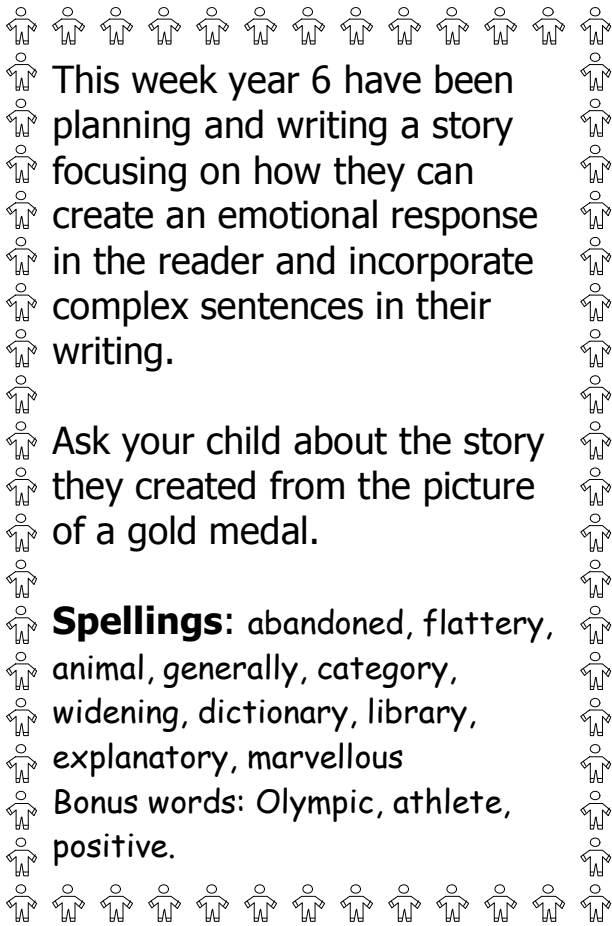 This week year 6 have been
planning and writing a story
focusing on how they can
create an emotional response
in the reader and incorporate
complex sentences in their
writing.
Ask your child about the story
they created from the picture
of a gold medal.
Spellings: abandoned, flattery,
animal, generally, category,
widening, dictionary, library,
explanatory, marvellous
Bonus words: Olympic, athlete,
positive.